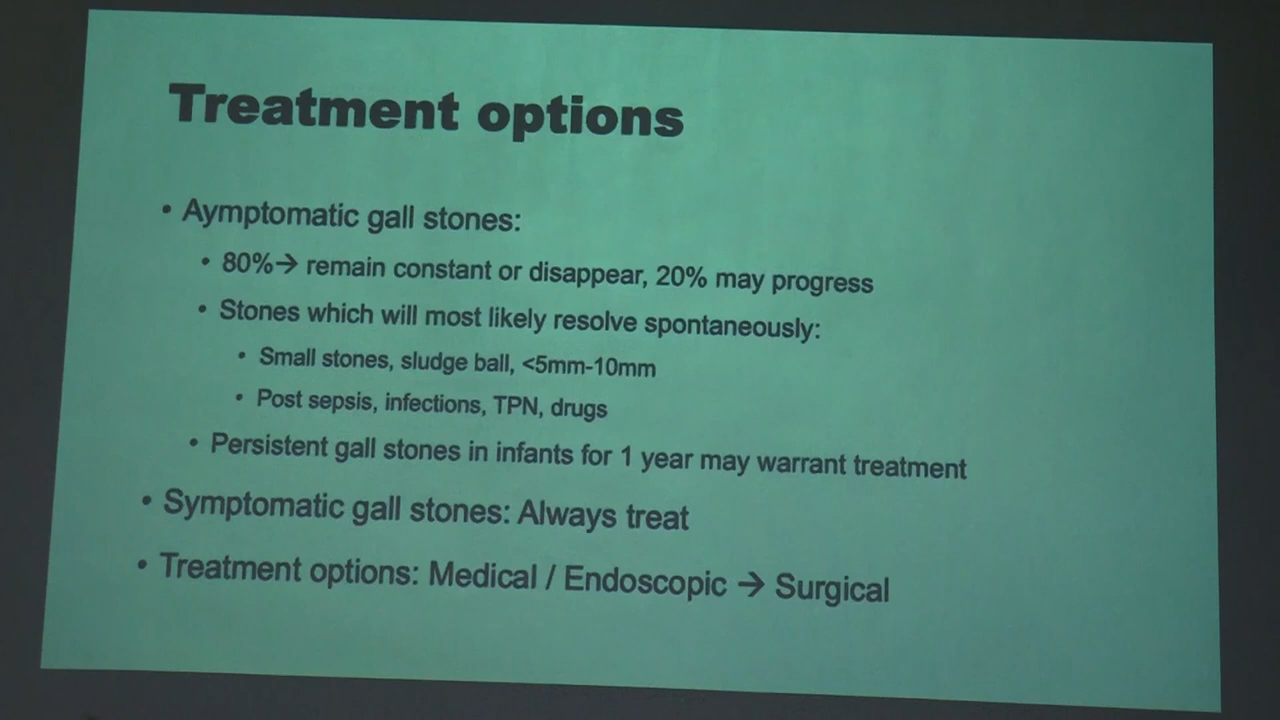 Treatment options
• Aymptomatic gall stones:
• 80%→ remain constant or disappear, 20% may progress
• Stones which will most likely resolve spontaneously:
• Small stones, sludge ball, <5mm-10mm
• Post sepsis, infections, TPN, drugs
• Persistent gall stones in infants for 1 year may warrant treatment
• Symptomatic gall stones: Always treat
• Treatment options: Medical / Endoscopic → Surgical